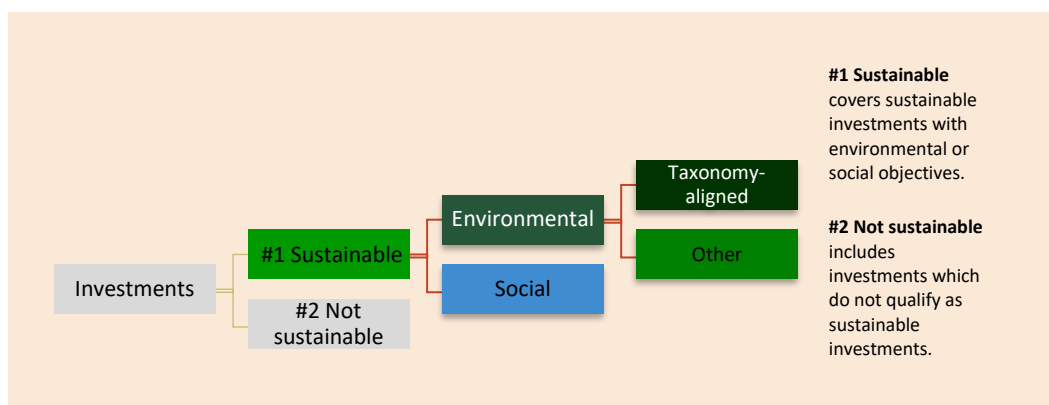 Investments
#1 Sustainable
#2 Not
sustainable
Environmental
Social
Taxonomy-
aligned
Other
#1 Sustainable
covers sustainable
investments with
environmental or
social objectives.
#2 Not sustainable
includes
investments which
do not qualify as
sustainable
investments.